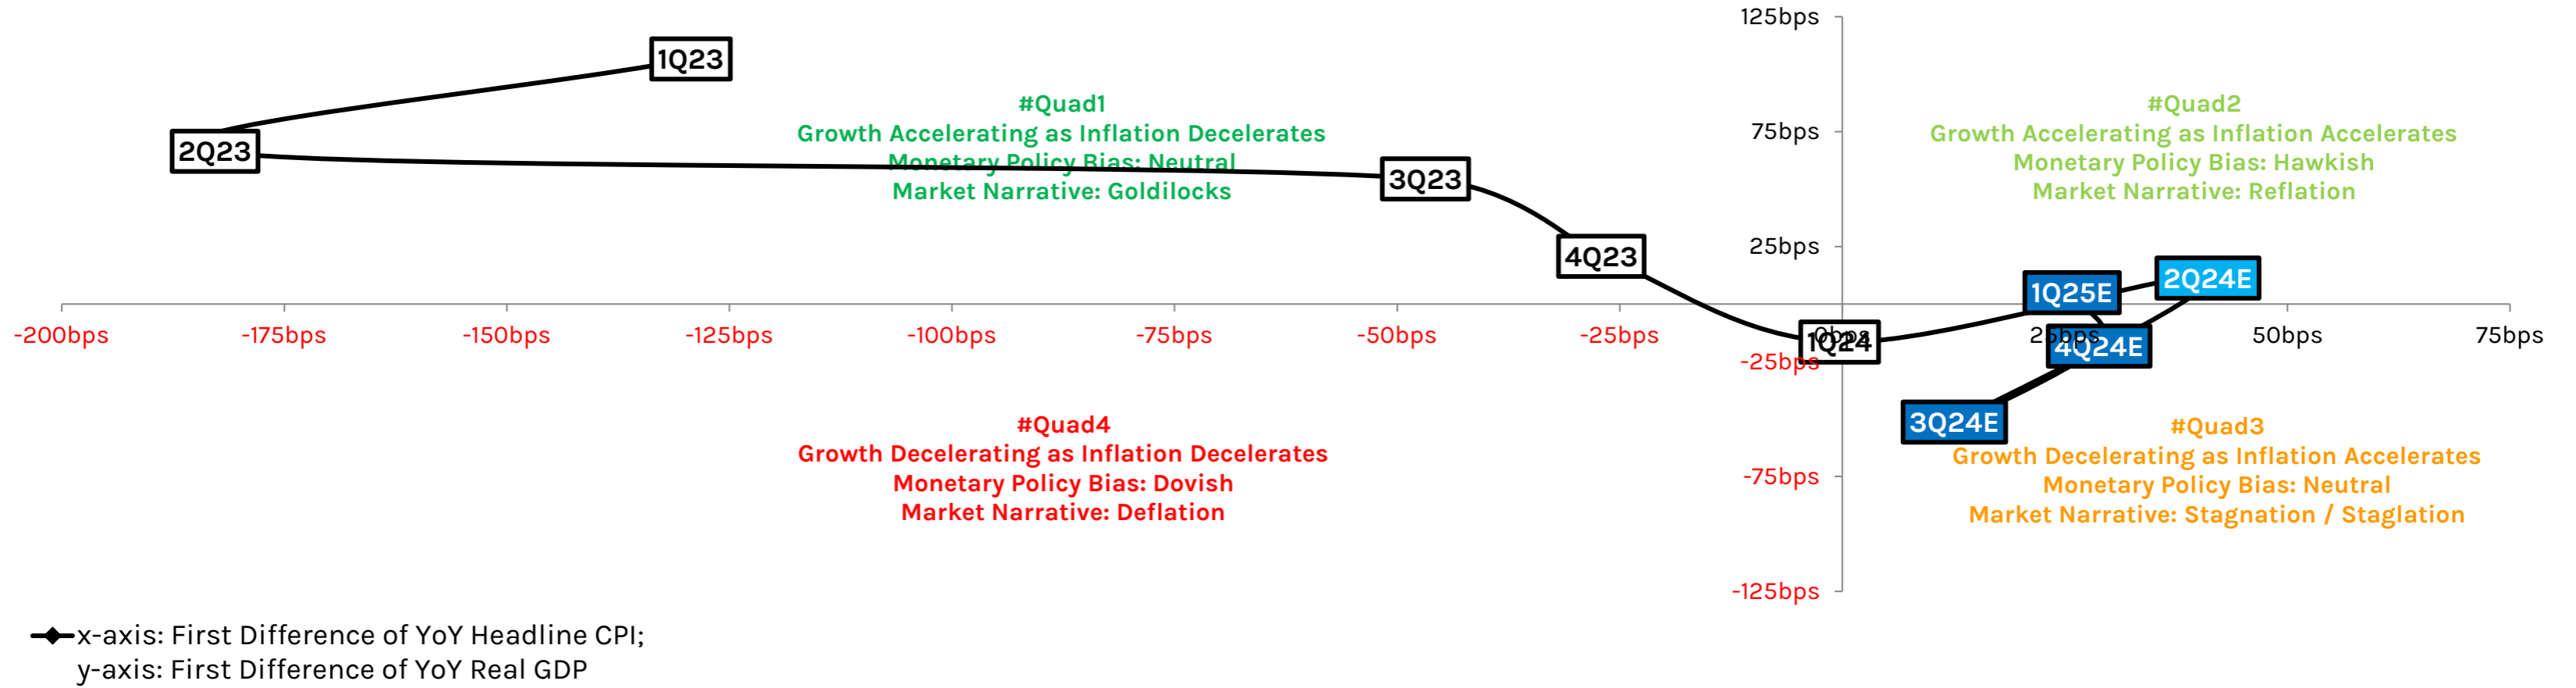 125bps
1Q23
#Quad1
Growth Accelerating as Inflation Decelerates
Monetary Policy Bias: Neutral
Market Narrative: Goldilocks
#Quad2
Growth Accelerating as Inflation Accelerates
Monetary Policy Bias: Hawkish
Market Narrative: Reflation
75bps
2Q23
3Q23
4Q23
25bps
1Q25E
2Q24E
-200bps
-175bps
-150bps
-125bps
-100bps
-75bps
-50bps
-25bps
0bps
25bps
50bps
75bps
1Q24
4Q24E
-25bps
3Q24E
#Quad4
Growth Decelerating as Inflation Decelerates
Monetary Policy Bias: Dovish
Market Narrative: Deflation
#Quad3
Growth Decelerating as Inflation Accelerates
Monetary Policy Bias: Neutral
Market Narrative: Stagnation / Staglation
-75bps
-125bps
x-axis: First Difference of YoY Headline CPI;
y-axis: First Difference of YoY Real GDP